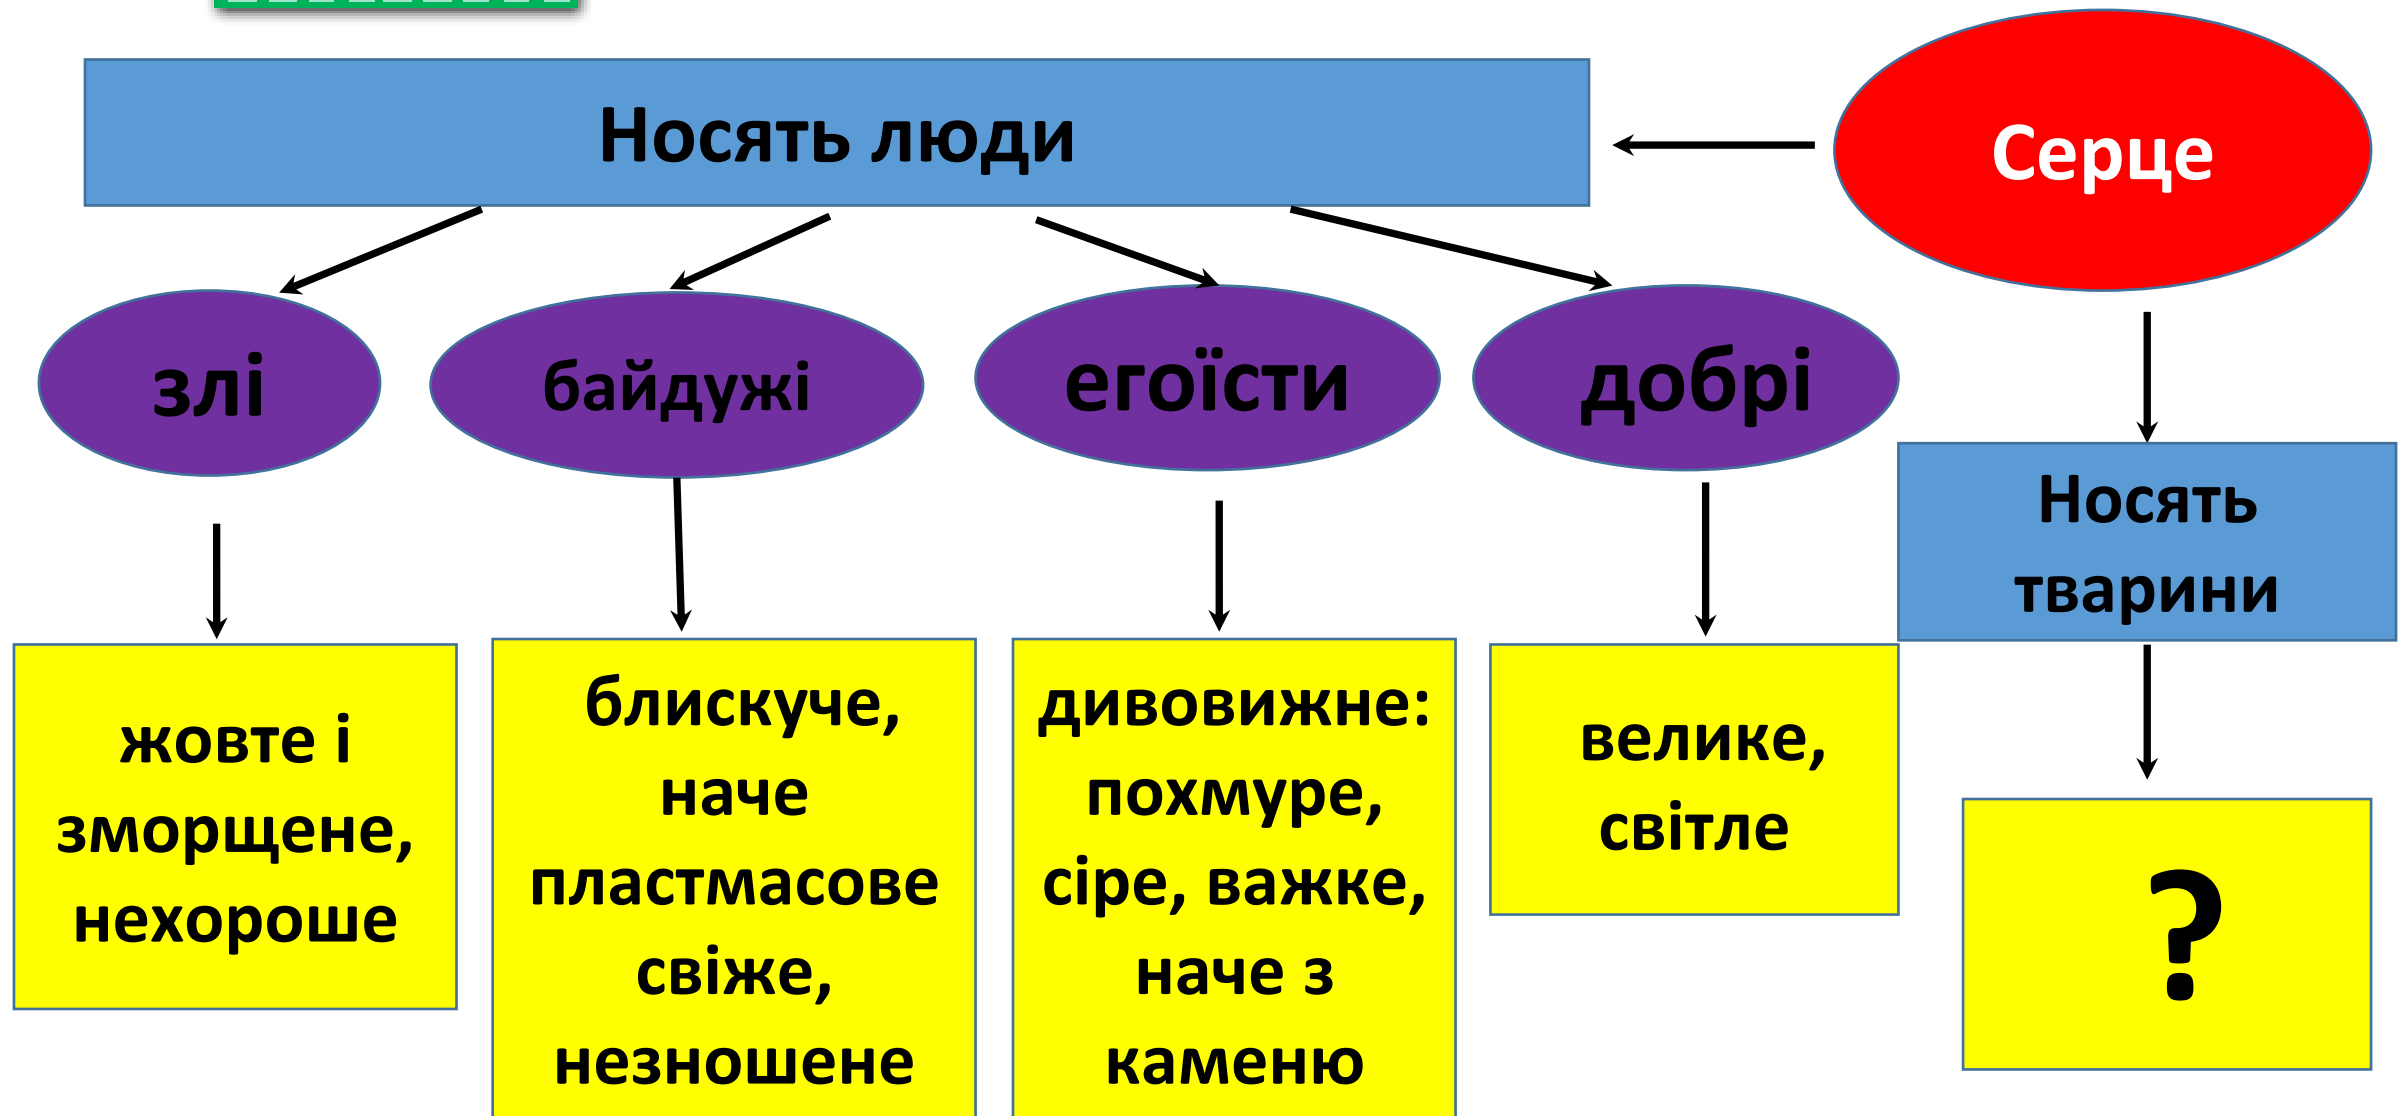 Носять люди
Серце
злі
байдужі
егоїсти
добрі
Носять
тварини
жовте і
зморщене,
нехороше
блискуче,
наче
пластмасове
свіже,
незношене
дивовижне:
похмуре,
сіре, важке,
наче з
каменю
велике,
світле
?